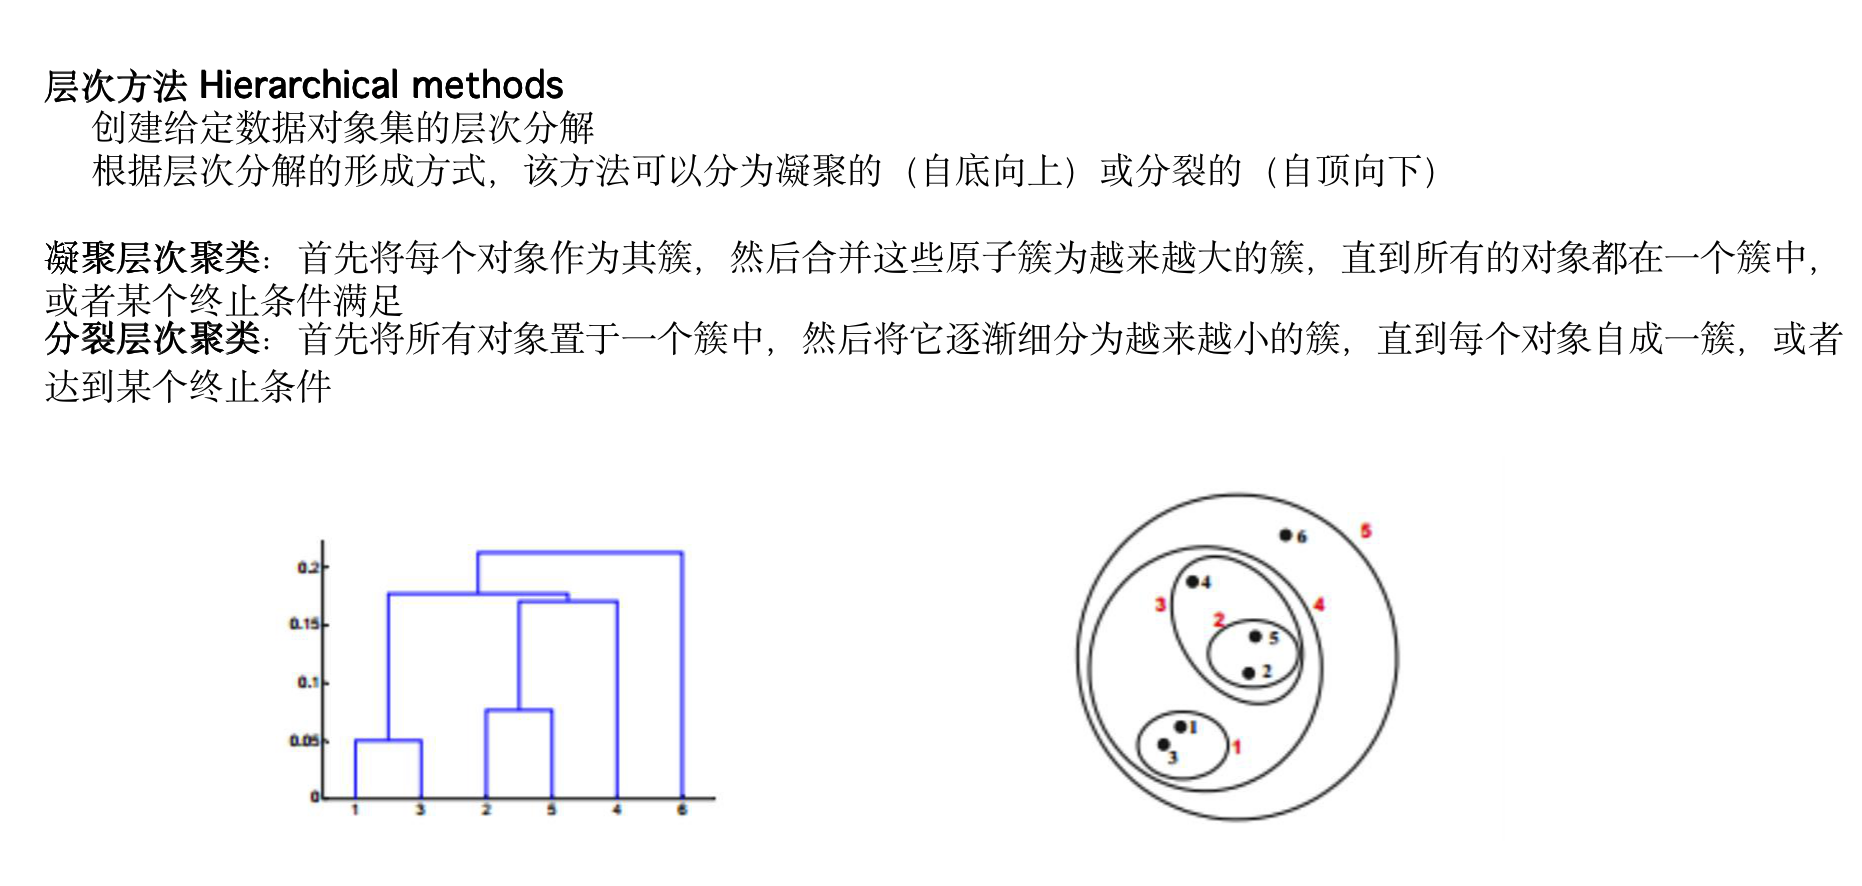 层次方法 Hierarchical methods
创建给定数据对象集的层次分解
根据层次分解的形成方式，该方法可以分为凝聚的（自底向上）或分裂的（自顶向下）
凝聚层次聚类：首先将每个对象作为其簇，然后合并这些原子簇为越来越大的簇，直到所有的对象都在一个簇中，
或者某个终止条件满足
分裂层次聚类：首先将所有对象置于一个簇中，然后将它逐渐细分为越来越小的簇，直到每个对象自成一簇，或者
达到某个终止条件
0.2
0.15
0.1
0.05
0
1 3 2 5 4 6
6 5
4
3 4
2
5
2
1
1
3